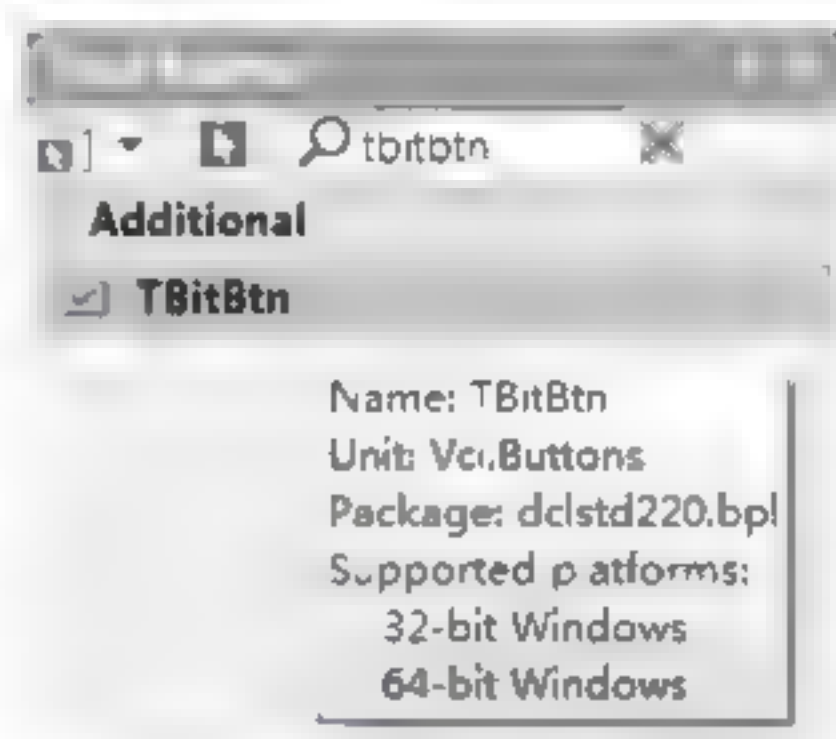 tbitbtn
Additional
TBitBtn
Name: TBitBtn
Unit: Vcl.Buttons
Package: dclstd220.bpl
Supported platforms:
32-bit Windows
64-bit Windows